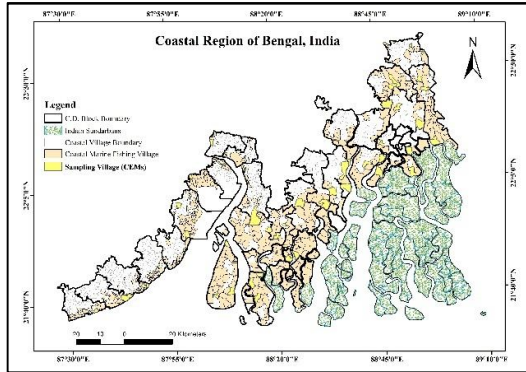 87°30'0"E 87°55'0"E 88°20'0"E 88°45'0"E 89°10'0"E
Coastal Region of Bengal, India
N
Legend
C.D. Block Boundary
Indian Sundarbans
Coastal Village Boundary
Coastal Marine Fishing Village
Sampling Village (CEMs)
20 10 0 20 Kilometers
87°30'0"E 87°55'0"E 88°20'0"E 88°45'0"E 89°10'0"E